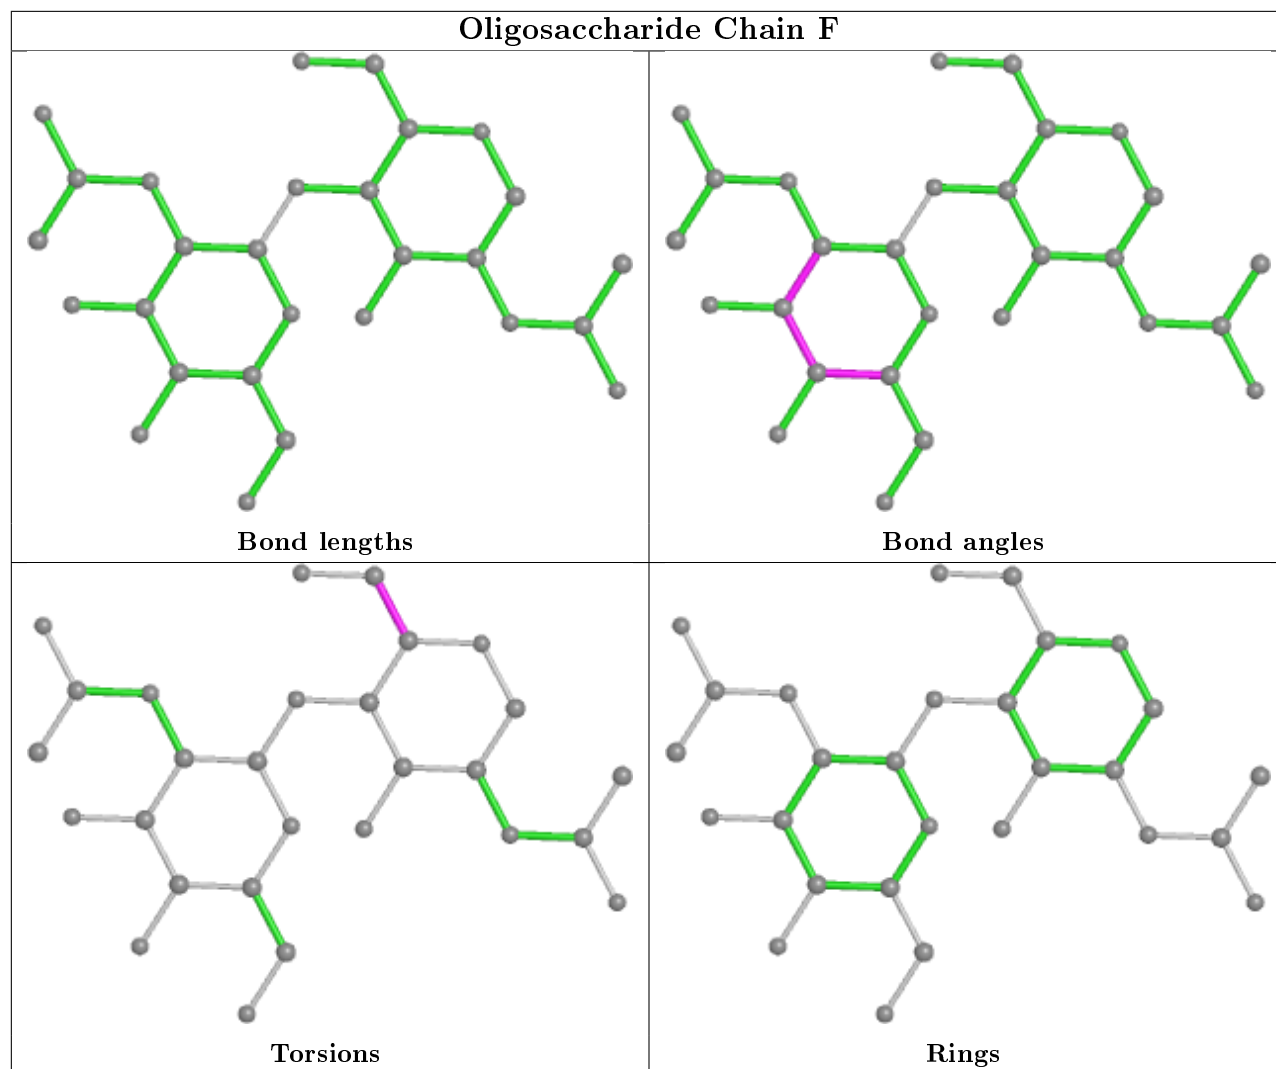 Oligosaccharide Chain F
Bond lengths
Bond angles
Torsions
Rings